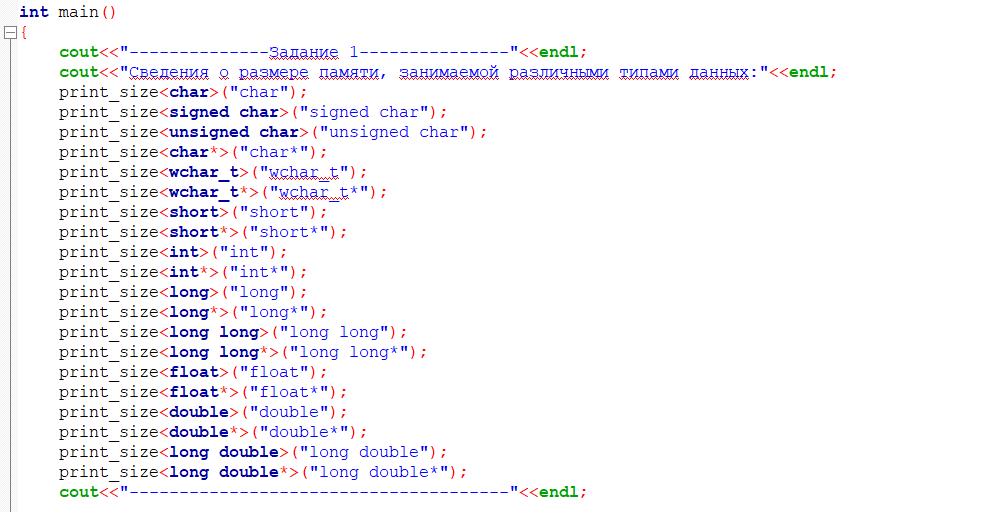 int main()
{
cout<<"--------------Задание 1---------------"<<endl;
cout<<"Сведения о размере памяти, занимаемой различными типами данных:"<<endl;
print_size<char>("char");
print_size<signed char>("signed char");
print_size<unsigned char>("unsigned char");
print_size<char*>("char*");
print_size<wchar_t>("wchar_t");
print_size<wchar_t*>("wchar_t*");
print_size<short>("short");
print_size<short*>("short*");
print_size<int>("int");
print_size<int*>("int*");
print_size<long>("long");
print_size<long*>("long*");
print_size<long long>("long long");
print_size<long long*>("long long*");
print_size<float>("float");
print_size<float*>("float*");
print_size<double>("double");
print_size<double*>("double*");
print_size<long double>("long double");
print_size<long double*>("long double*");
cout<<"--------------------------------------"<<endl;